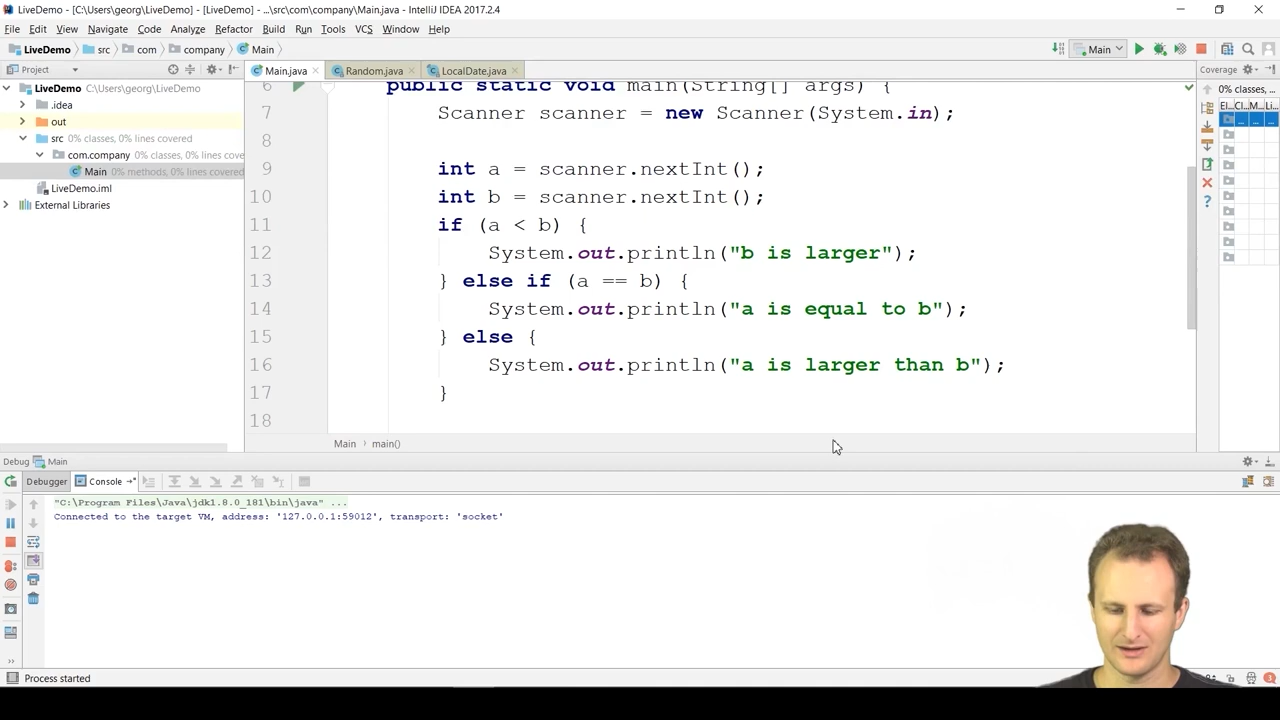 LiveDemo - [C:\Users\georg\LiveDemo] - [LiveDemo] - ...\src\com\company\Main.java - IntelliJ IDEA 2017.2.4
File Edit View Navigate Code Analyze Refactor Build Run Tools VCS Window Help
LiveDemo src com company Main
Main
Project
Main.java Random.java LocalDate.java
Coverage
LiveDemo C:\Users\georg\LiveDemo
.idea
out
src 0% classes, 0% lines covered
com.company 0% classes, 0% lines cove
Main 0% methods, 0% lines covered
LiveDemo.iml
External Libraries
6 public static void main(String[] args) {
7 Scanner scanner = new Scanner(System.in);
8
9 int a = scanner.nextInt();
10 int b = scanner.nextInt();
11 if (a < b) {
12 System.out.println("b is larger");
13 } else if (a == b) {
14 System.out.println("a is equal to b");
15 } else {
16 System.out.println("a is larger than b");
17 }
18
Main main()
0% classes, ...
El... Cl... M... Li...
Debug Main
Debugger Console
"C:\Program Files\Java\jdk1.8.0_181\bin\java" ...
Connected to the target VM, address: '127.0.0.1:59012', transport: 'socket'
Process started